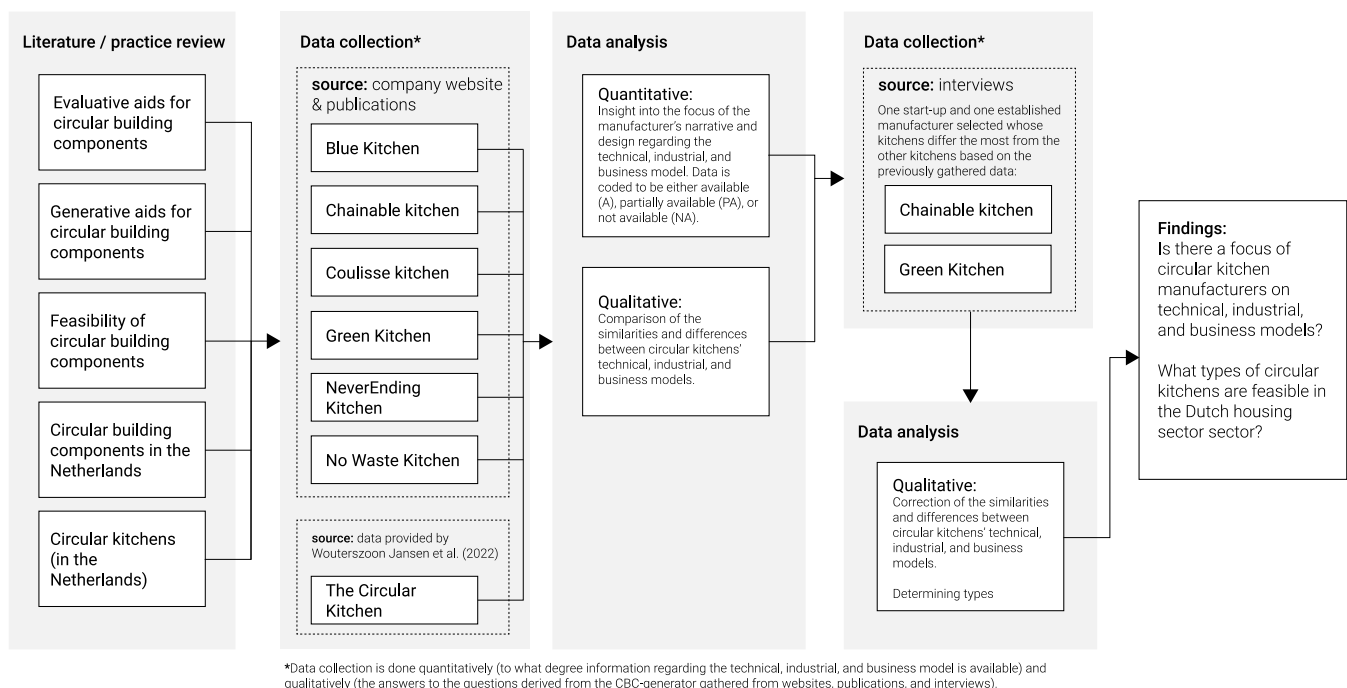 Literature / practice review
Evaluative aids for
circular building
components
Generative aids for
circular building
components
Feasibility of
circular building
components
Circular building
components in the
Netherlands
Circular kitchens
(in the
Netherlands)
Data collection*
source: company website
& publications
Blue Kitchen
Chainable kitchen
Coulisse kitchen
Green Kitchen
NeverEnding
Kitchen
No Waste Kitchen
source: data provided by
Wouterszoon Jansen et al. (2022)
The Circular
Kitchen
Data analysis
Quantitative:
Insight into the focus of the
manufacturer's narrative and
design regarding the
technical, industrial, and
business model. Data is
coded to be either available
(A), partially available (PA), or
not available (NA).
Qualitative:
Comparison of the
similarities and differences
between circular kitchens'
technical, industrial, and
business models.
Data collection*
source: interviews
One start-up and one established
manufacturer selected whose
kitchens differ the most from the
other kitchens based on the
previously gathered data:
Chainable kitchen
Green Kitchen
Data analysis
Qualitative:
Correction of the similarities
and differences between
circular kitchens' technical,
industrial, and business
models.
Determining types
Findings:
Is there a focus of
circular kitchen
manufacturers on
technical, industrial,
and business models?
What types of circular
kitchens are feasible in
the Dutch housing
sector sector?
*Data collection is done quantitatively (to what degree information regarding the technical, industrial, and business model is available) and
qualitatively (the answers to the questions derived from the CBC-generator gathered from websites, publications, and interviews).